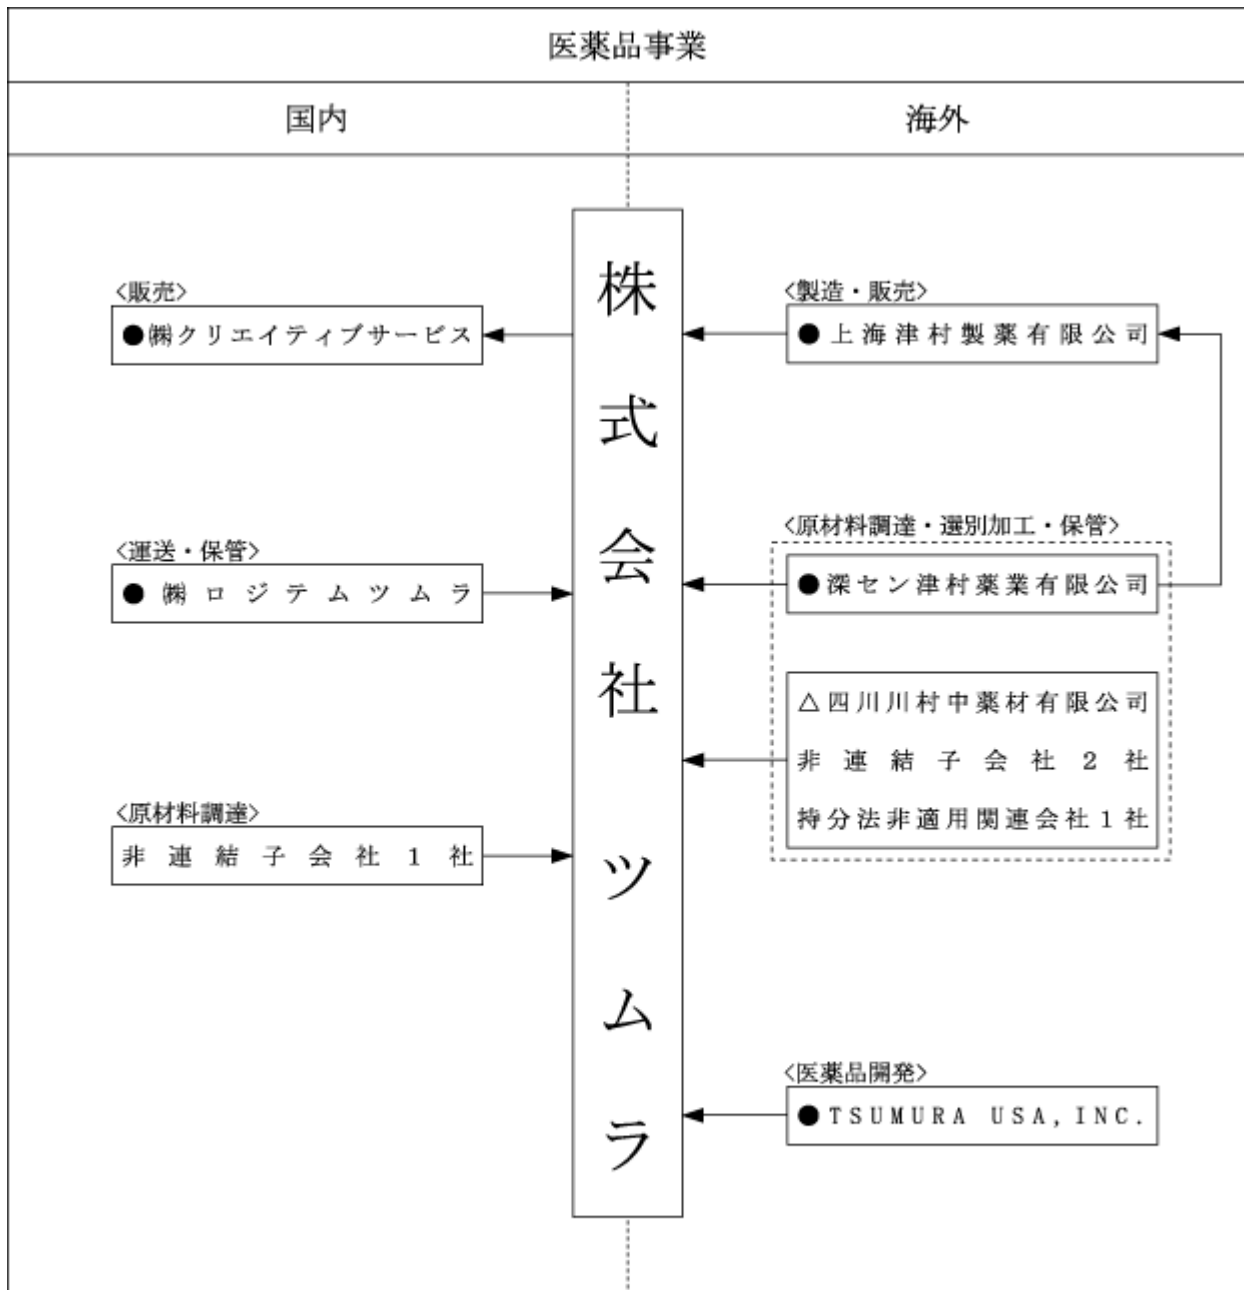 医薬品事業
国内
海外
株式会社ツムラ
<販売>
●㈱クリエイティブサービス
<運送・保管>
●㈱ロジテムツムラ
<原材料調達>
非連結子会社1社
<製造・販売>
●上海津村製薬有限公司
<原材料調達・選別加工・保管>
●深セン津村薬業有限公司
△四川川村中薬材有限公司
非連結子会社2社
持分法非適用関連会社1社
<医薬品開発>
●TSUMURA USA,INC.